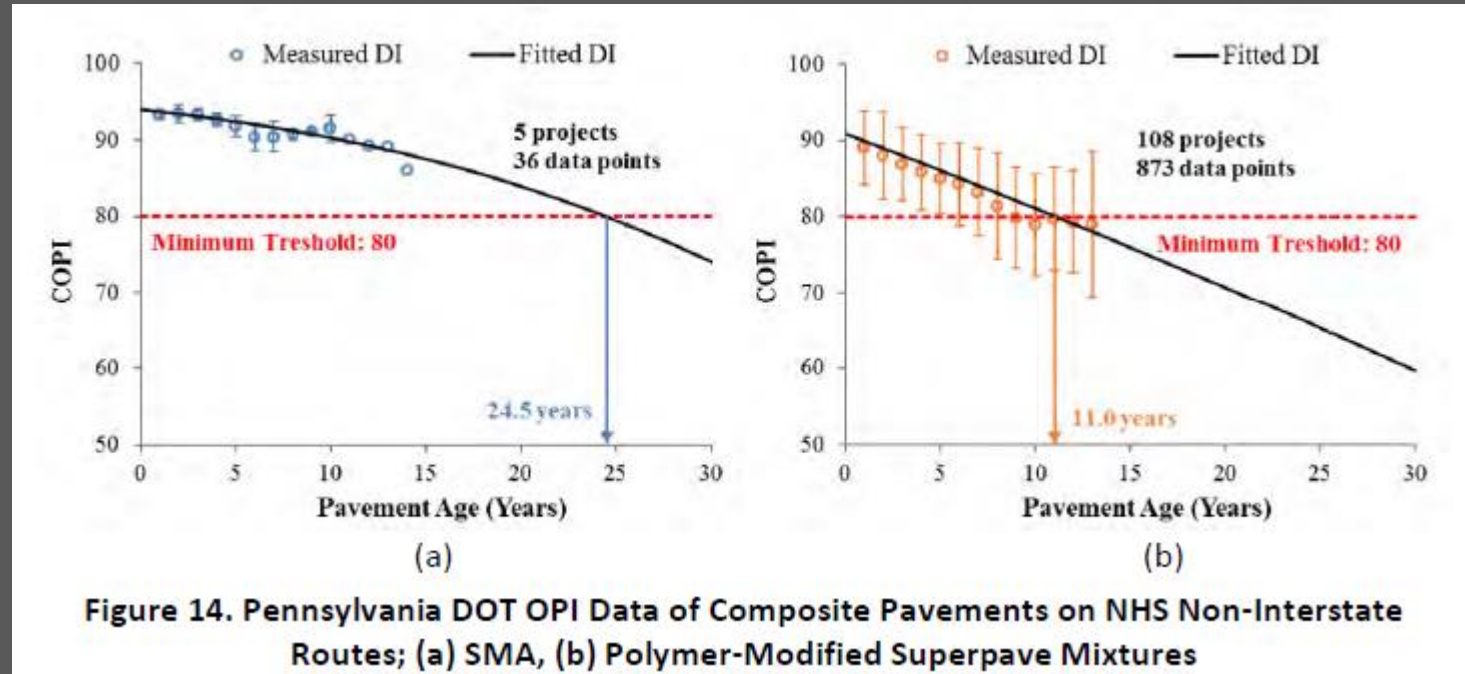 Measured DI Fitted DI
100
90
80
70
60
50
COPI
5 projects
36 data points
Minimum Treshold: 80
24.5 years
0 5 10 15 20 25 30
Pavement Age (Years)
(a)
Measured DI Fitted DI
100
90
80
70
60
50
COPI
108 projects
873 data points
Minimum Treshold: 80
11.0 years
0 5 10 15 20 25 30
Pavement Age (Years)
(b)
Figure 14. Pennsylvania DOT OPI Data of Composite Pavements on NHS Non-Interstate
Routes; (a) SMA, (b) Polymer-Modified Superpave Mixtures